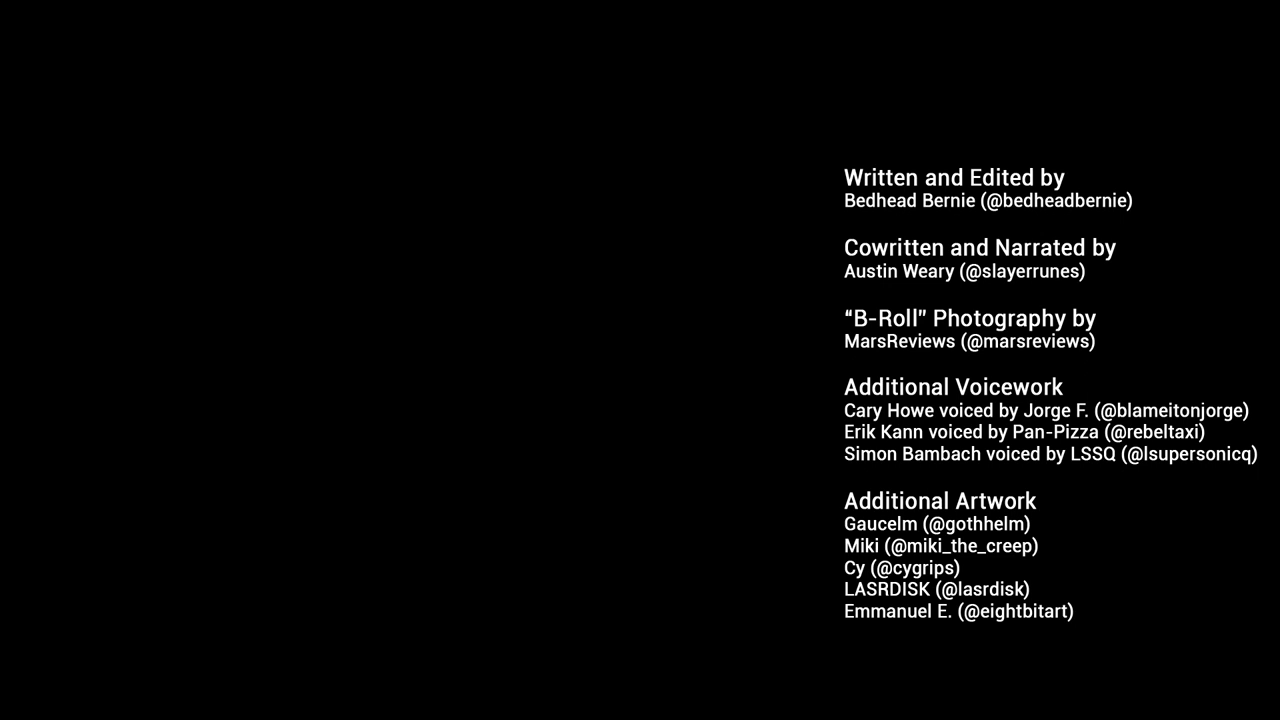 Written and Edited by
Bedhead Bernie (@bedheadbernie)
Cowritten and Narrated by
Austin Weary (@slayerrunes)
“B-Roll” Photography by
MarsReviews (@marsreviews)
Additional Voicework
Cary Howe voiced by Jorge F. (@blameitonjorge)
Erik Kann voiced by Pan-Pizza (@rebeltaxi)
Simon Bambach voiced by LSSQ (@lsupersonicq)
Additional Artwork
Gaucelm (@gothhelm)
Miki (@miki_the_creep)
Cy (@cygrips)
LASRDISK (@lasrdisk)
Emmanuel E. (@eightbitart)